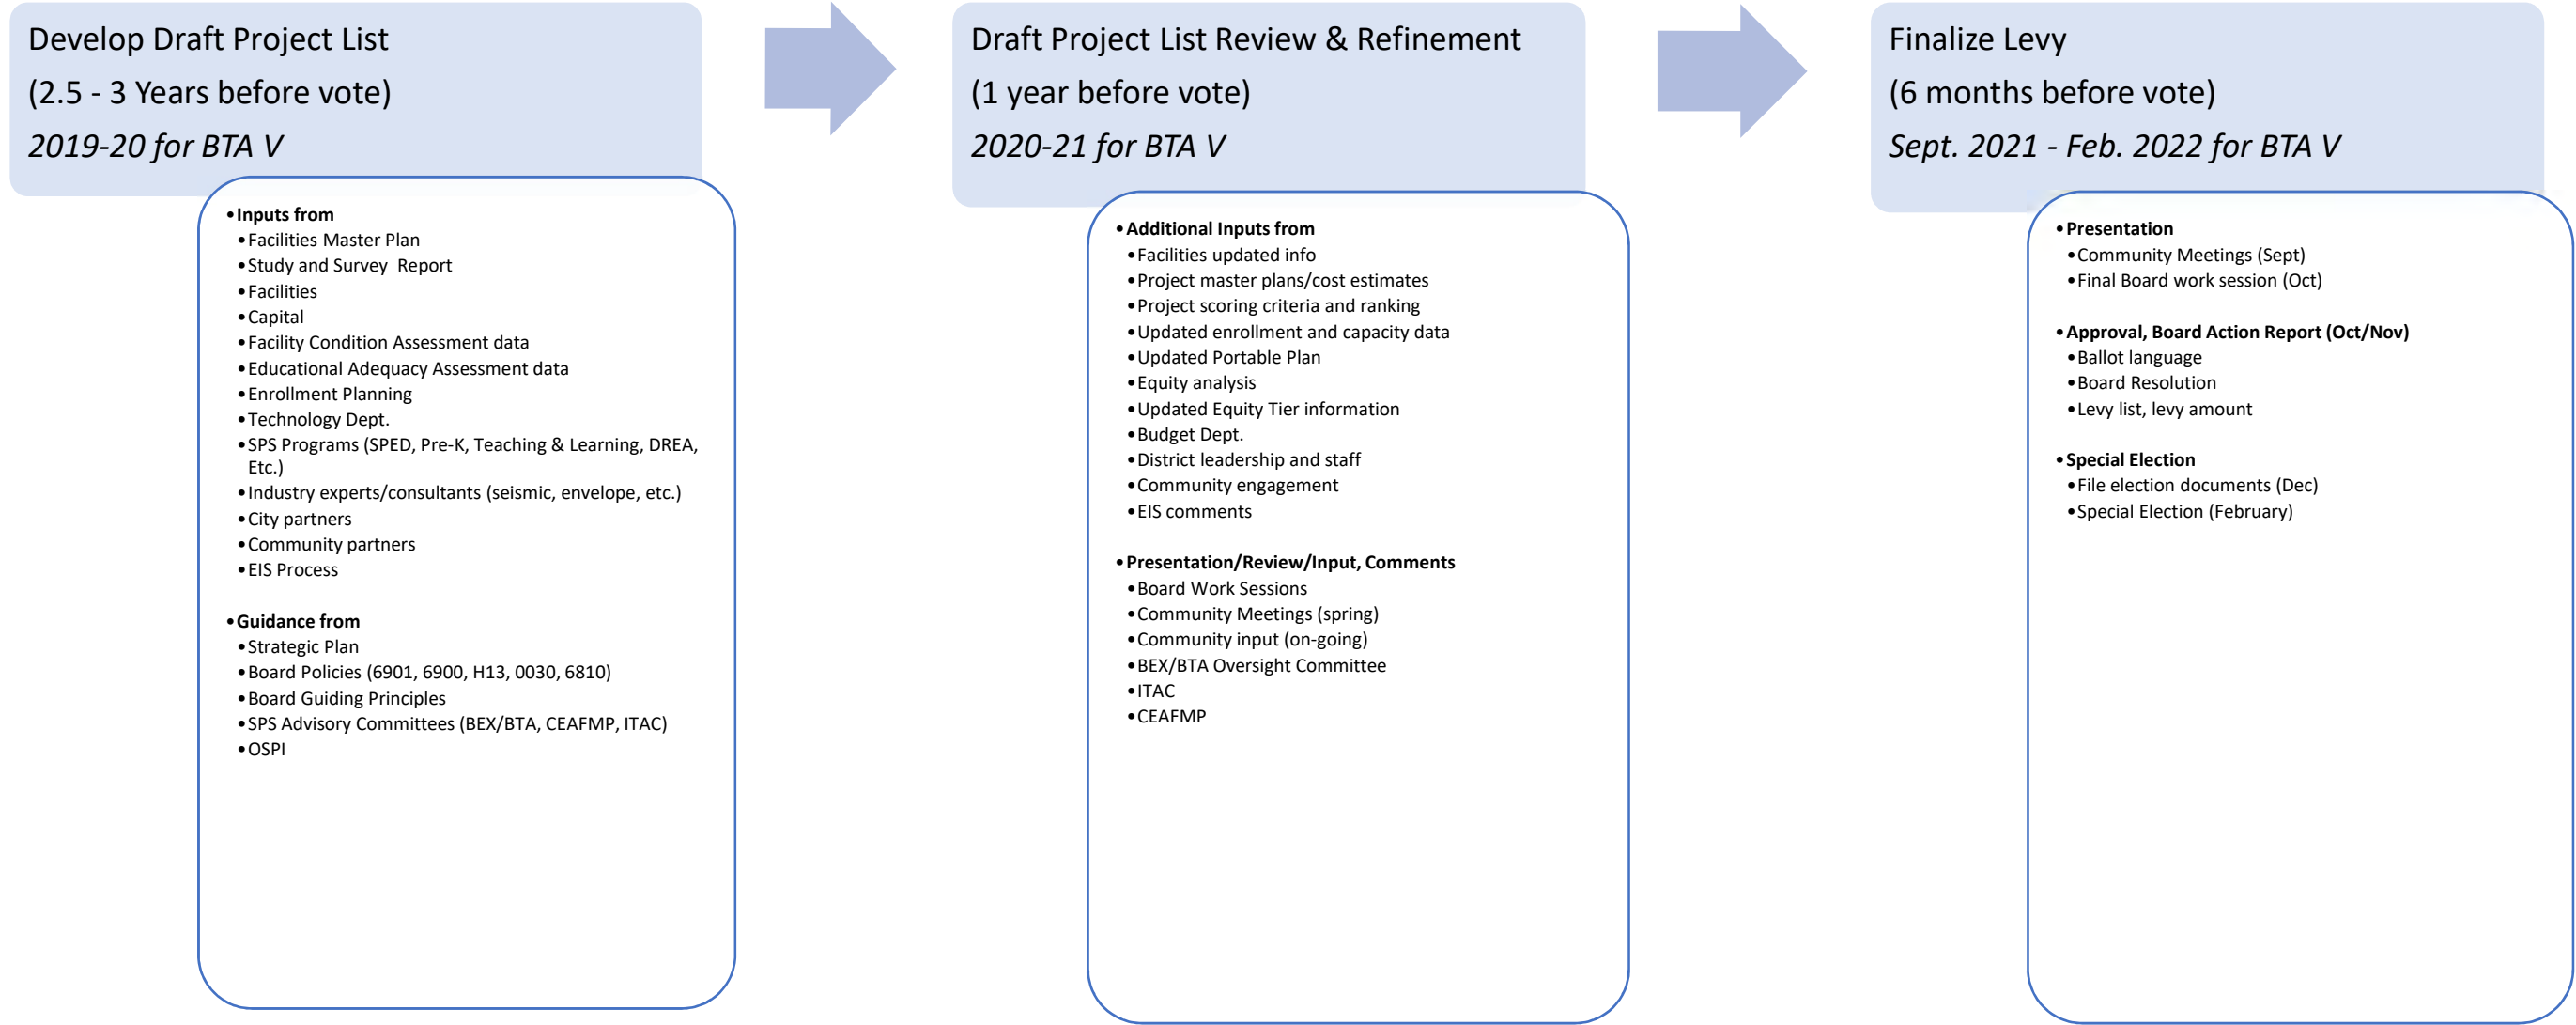 Develop Draft Project List
(2.5 - 3 Years before vote)
2019-20 for BTA V
•Inputs from
•Facilities Master Plan
•Study and Survey Report
•Facilities
•Capital
•Facility Condition Assessment data
•Educational Adequacy Assessment data
•Enrollment Planning
•Technology Dept.
•SPS Programs (SPED, Pre-K, Teaching & Learning, DREA,
Etc.)
•Industry experts/consultants (seismic, envelope, etc.)
•City partners
•Community partners
•EIS Process
•Guidance from
•Strategic Plan
•Board Policies (6901, 6900, H13, 0030, 6810)
•Board Guiding Principles
•SPS Advisory Committees (BEX/BTA, CEAFMP, ITAC)
•OSPI
Draft Project List Review & Refinement
(1 year before vote)
2020-21 for BTA V
•Additional Inputs from
•Facilities updated info
•Project master plans/cost estimates
•Project scoring criteria and ranking
•Updated enrollment and capacity data
•Updated Portable Plan
•Equity analysis
•Updated Equity Tier information
•Budget Dept.
•District leadership and staff
•Community engagement
•EIS comments
•Presentation/Review/Input, Comments
•Board Work Sessions
•Community Meetings (spring)
•Community input (on-going)
•BEX/BTA Oversight Committee
•ITAC
•CEAFMP
Finalize Levy
(6 months before vote)
Sept. 2021 - Feb. 2022 for BTA V
•Presentation
•Community Meetings (Sept)
•Final Board work session (Oct)
•Approval, Board Action Report (Oct/Nov)
•Ballot language
•Board Resolution
•Levy list, levy amount
•Special Election
•File election documents (Dec)
•Special Election (February)